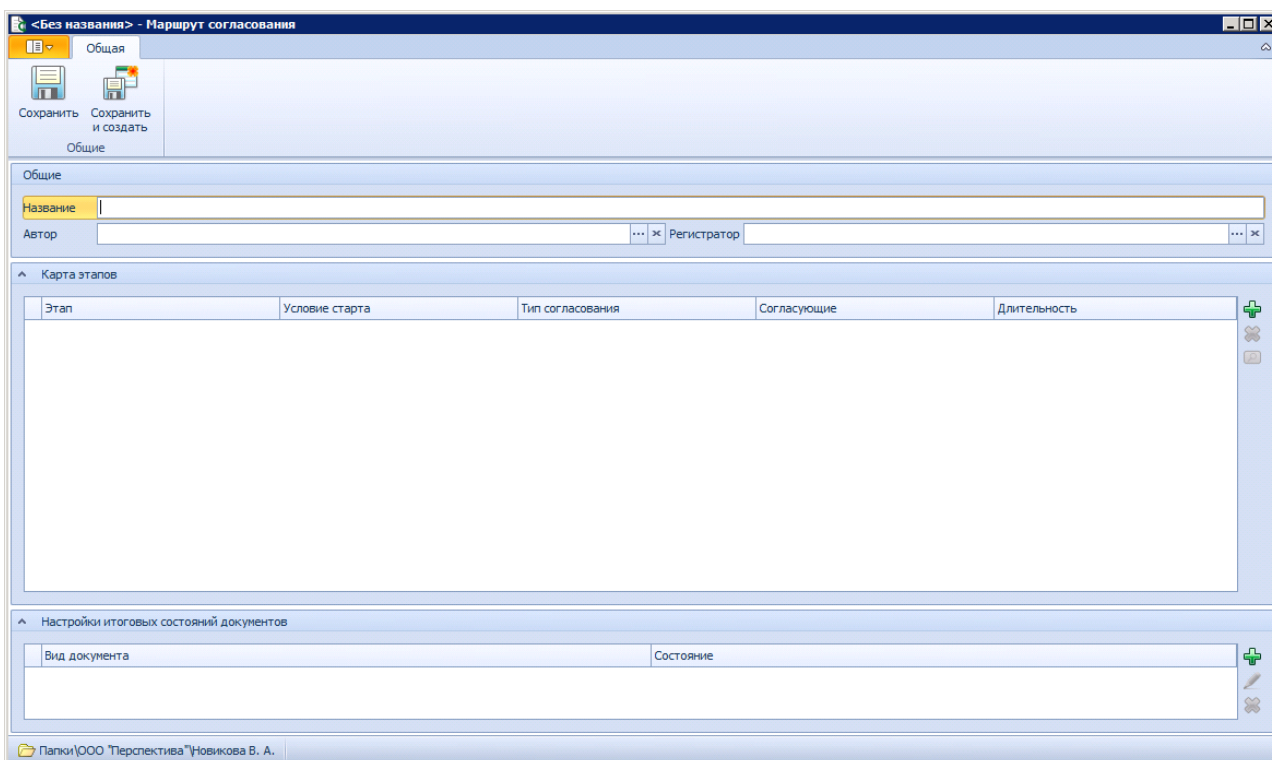 <Без названия> - Маршрут согласования
Общая
Сохранить Сохранить и создать
Общие
Общие
Название
Автор Регистратор
Карта этапов
Этап Условие старта Тип согласования Согласующие Длительность
Настройки итоговых состояний документов
Вид документа Состояние
Папки\ООО "Перспектива"\Новикова В. А.